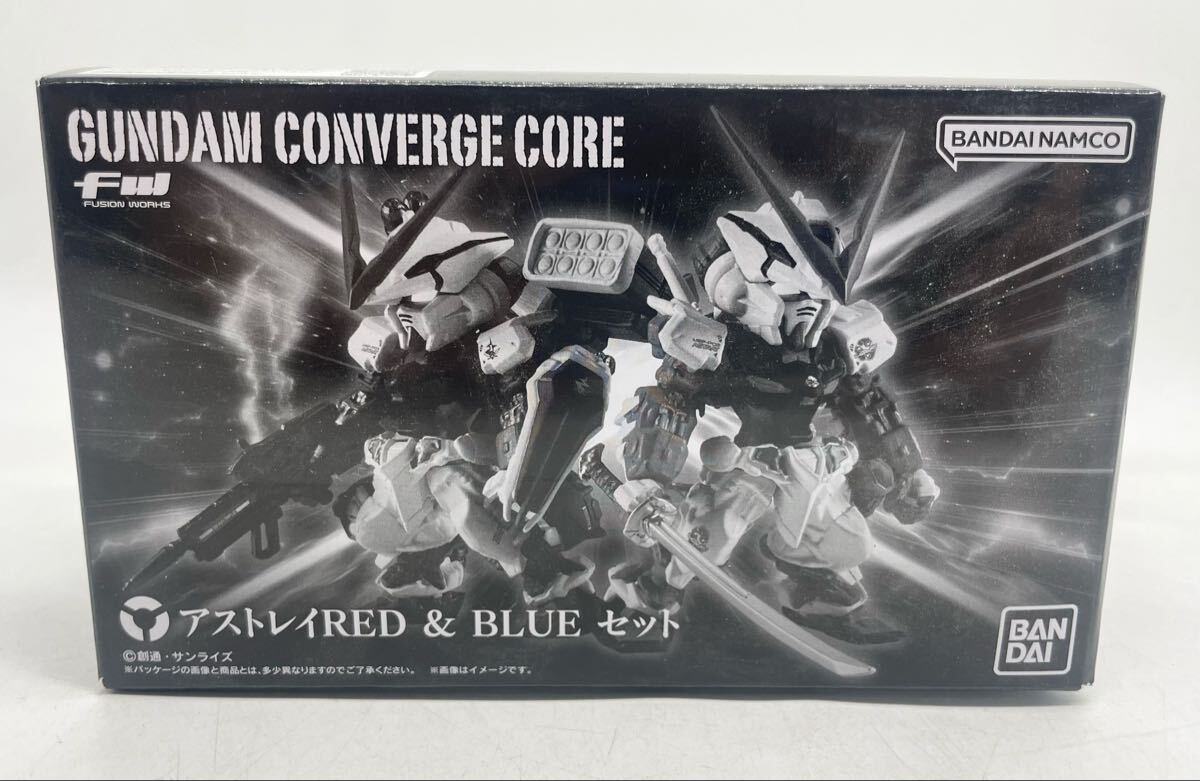 GUNDAM CONVERGE CORE
BANDAI NAMCO
FW
FUSION WORKS
アストレイRED & BLUE セット
©創通・サンライズ
※パッケージの画像と商品とは、多少異なりますのでご了承ください。 ※画像はイメージです。
BAN
DAI